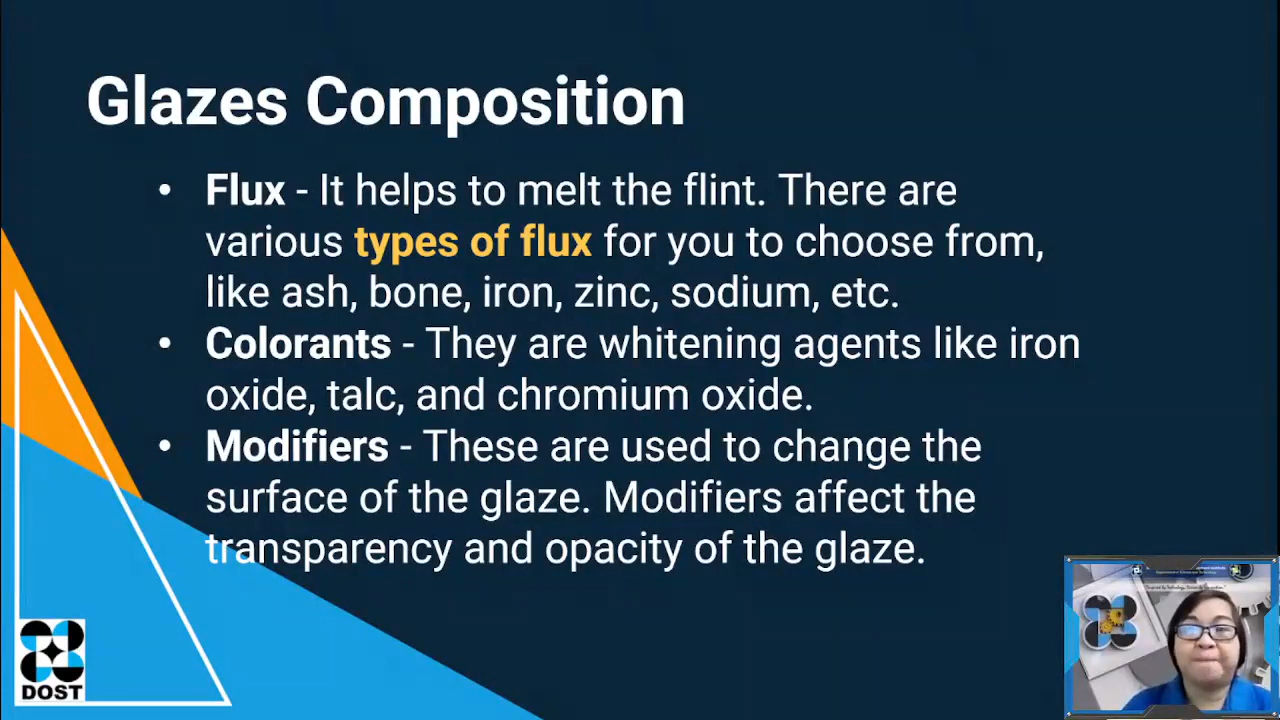 Glazes Composition
• Flux - It helps to melt the flint. There are
various types of flux for you to choose from,
like ash, bone, iron, zinc, sodium, etc.
• Colorants - They are whitening agents like iron
oxide, talc, and chromium oxide.
• Modifiers - These are used to change the
surface of the glaze. Modifiers affect the
transparency and opacity of the glaze.
DOST